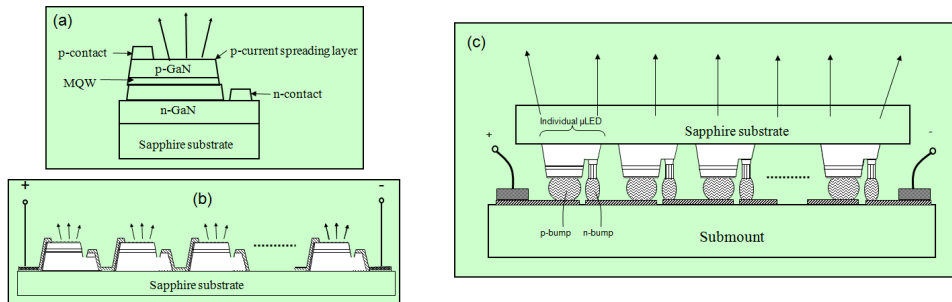 (a)
p-contact
p-current spreading layer
p-GaN
MQW
n-contact
n-GaN
Sapphire substrate
+
(b)
-
Sapphire substrate
(c)
Individual μLED
Sapphire substrate
+
-
p-bump
n-bump
Submount